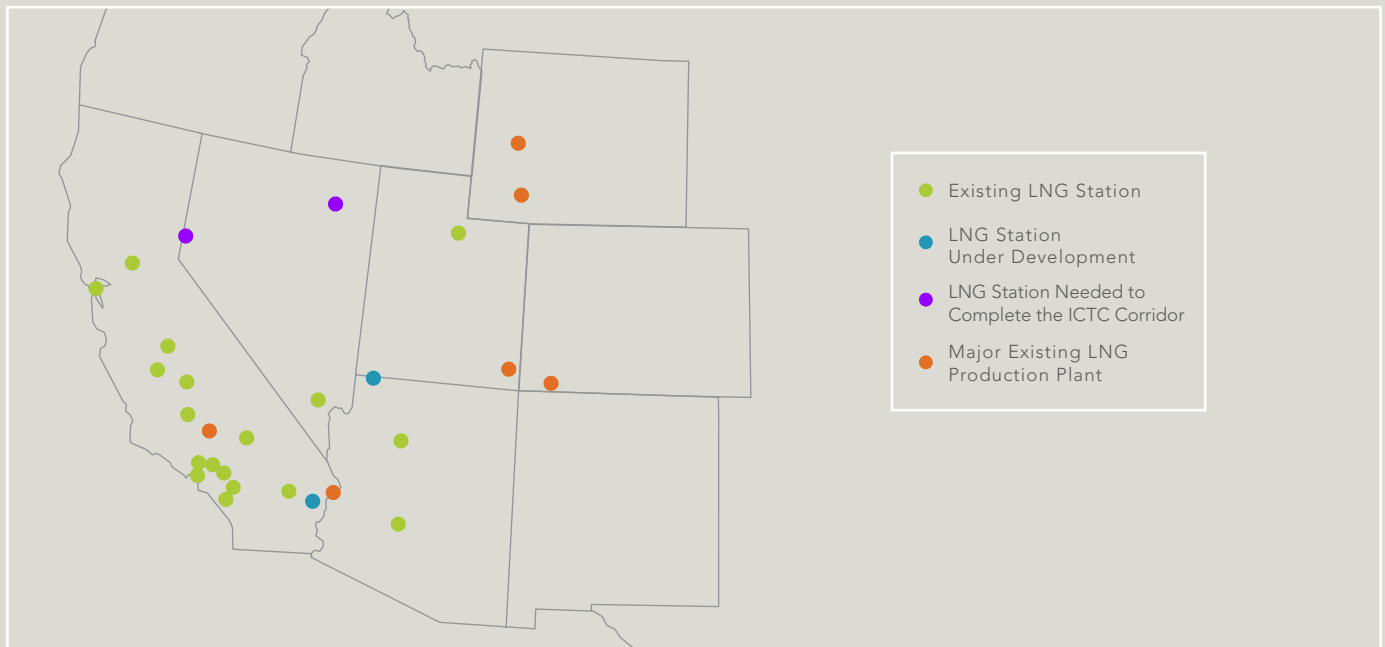 Existing LNG Station
LNG Station
Under Development
LNG Station Needed to
Complete the ICTC Corridor
Major Existing LNG
Production Plant